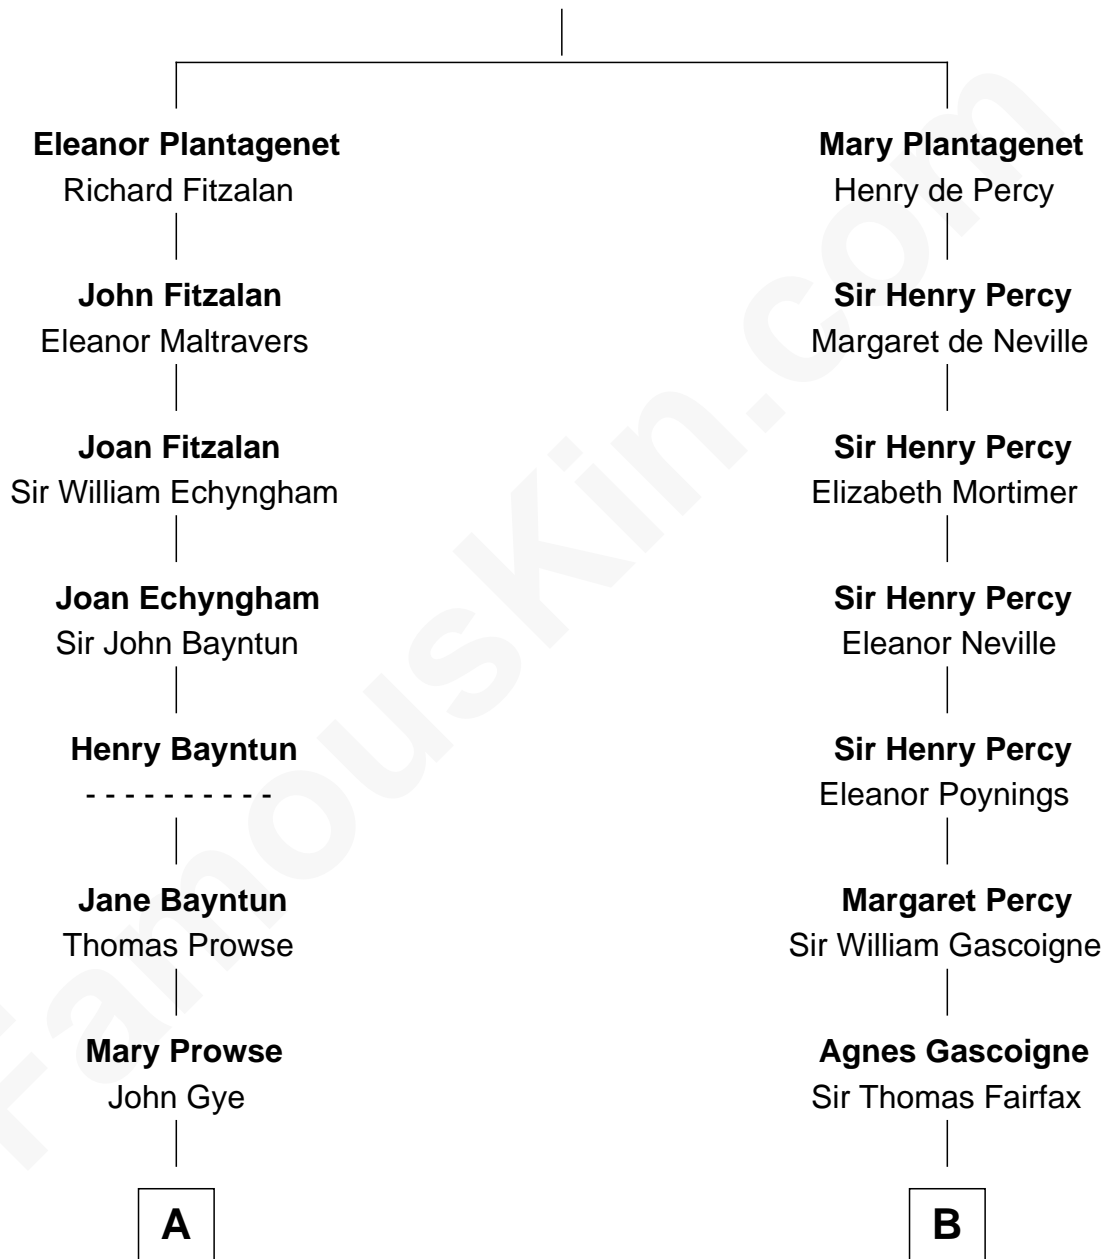 Eleanor Plantagenet
Richard Fitzalan
John Fitzalan
Eleanor Maltravers
Joan Fitzalan
Sir William Echyngham
Joan Echyngham
Sir John Bayntun
Henry Bayntun
- - - - - - - - - -
Jane Bayntun
Thomas Prowse
Mary Prowse
John Gye
A
Mary Plantagenet
Henry de Percy
Sir Henry Percy
Margaret de Neville
Sir Henry Percy
Elizabeth Mortimer
Sir Henry Percy
Eleanor Neville
Sir Henry Percy
Eleanor Poynings
Margaret Percy
Sir William Gascoigne
Agnes Gascoigne
Sir Thomas Fairfax
B
FamousKin.com